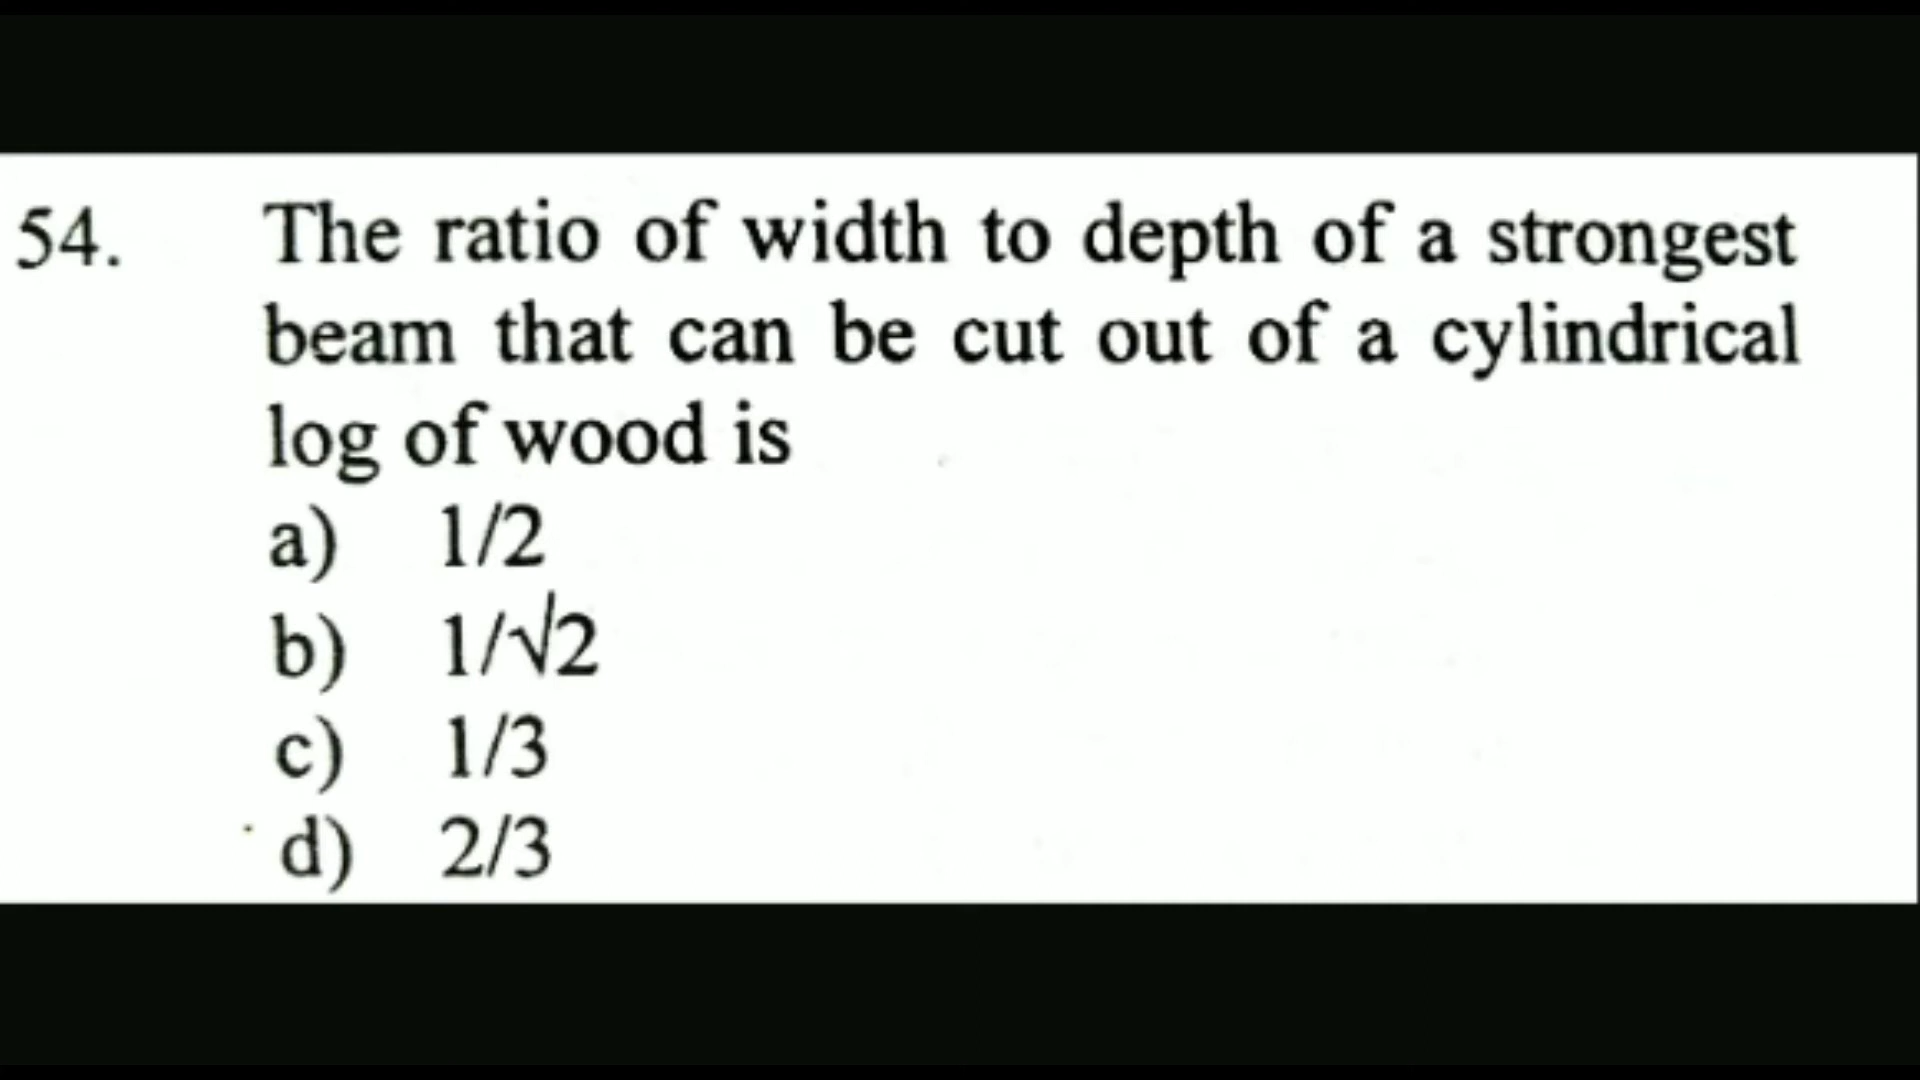 54. The ratio of width to depth of a strongest
beam that can be cut out of a cylindrical
log of wood is
a) 1/2
b) 1/√2
c) 1/3
d) 2/3